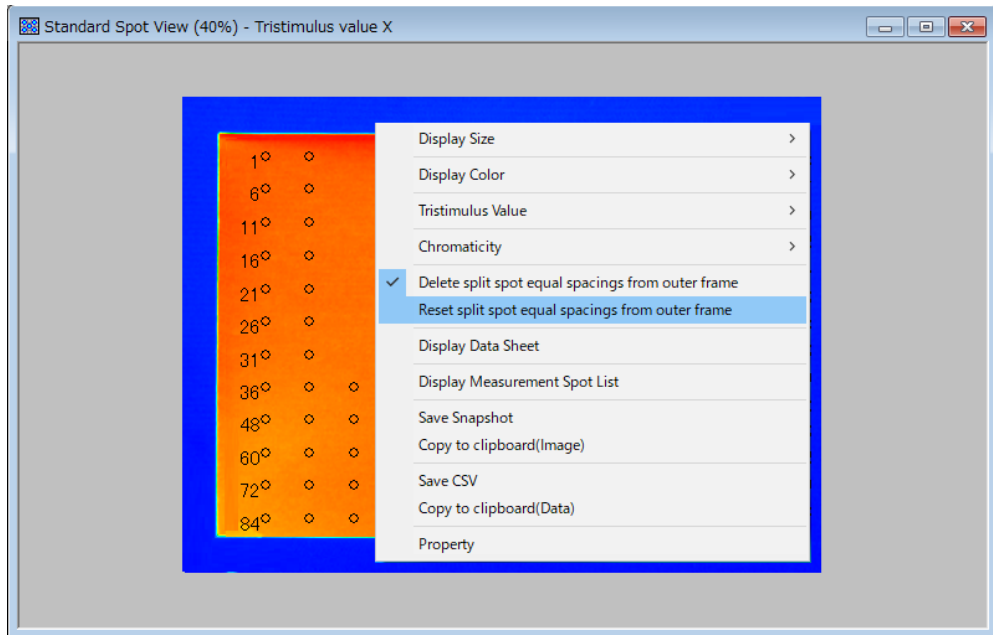 Standard Spot View (40%) - Tristimulus value X
1
6
11
16
21
26
31
36
48
60
72
84
Display Size
Display Color
Tristimulus Value
Chromaticity
Delete split spot equal spacings from outer frame
Reset split spot equal spacings from outer frame
Display Data Sheet
Display Measurement Spot List
Save Snapshot
Copy to clipboard(Image)
Save CSV
Copy to clipboard(Data)
Property